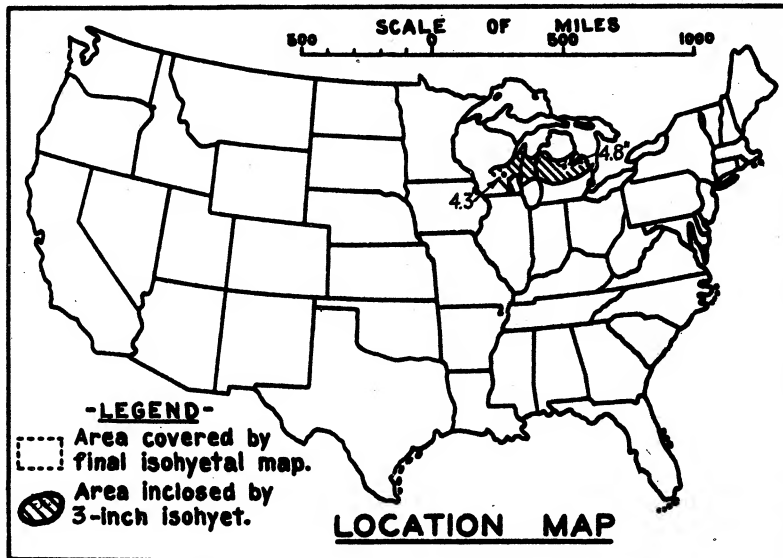 SCALE OF MILES
500 0 500 1000
4.8"
4.3
-LEGEND-
Area covered by
final isohyetal map.
Area inclosed by
3-inch isohyet.
LOCATION MAP